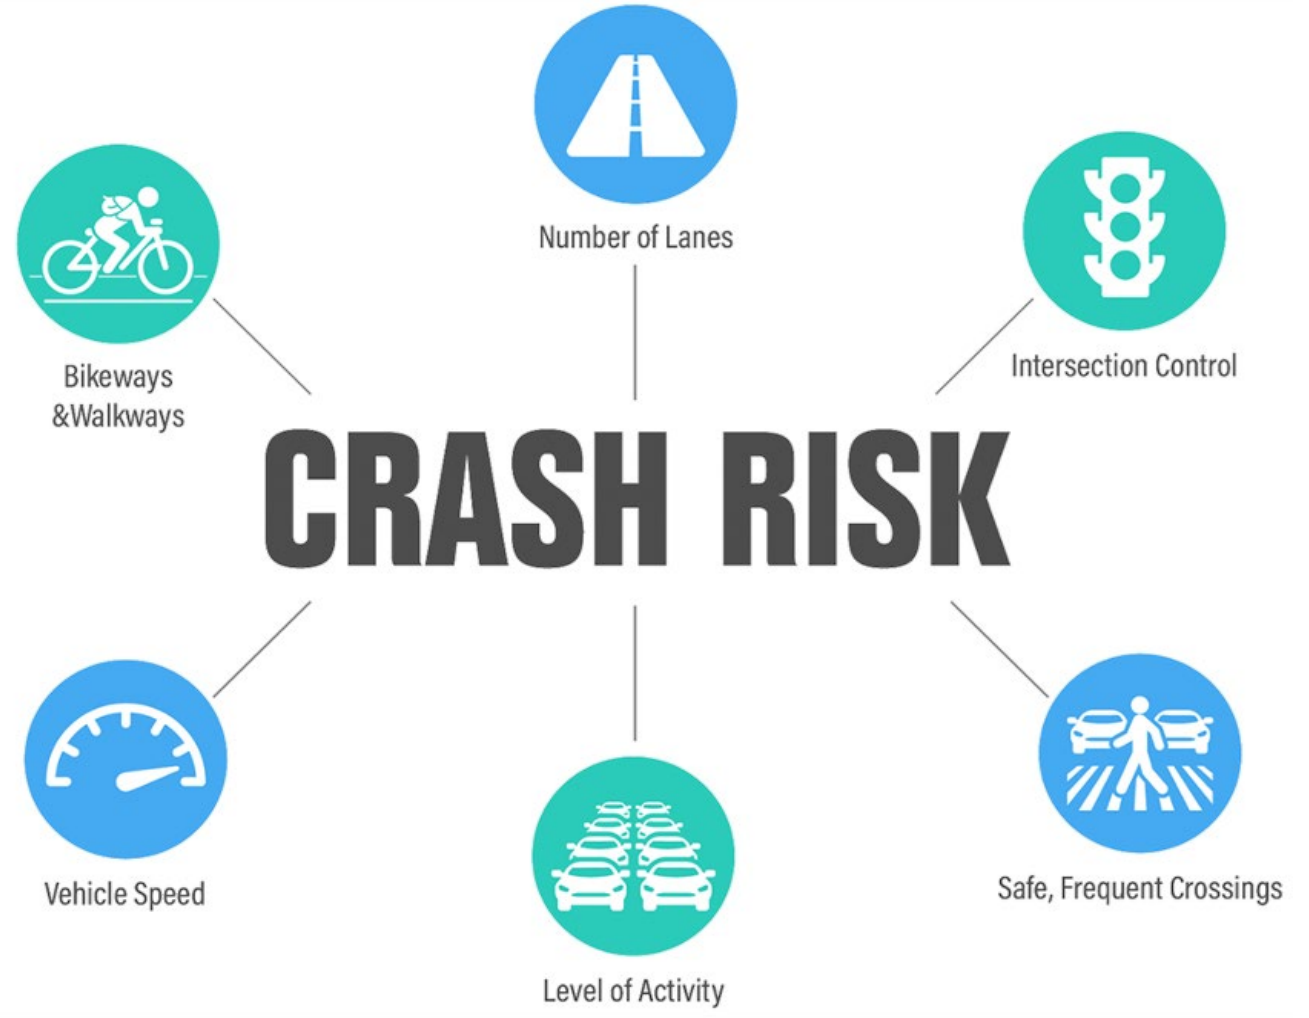 Number of Lanes
Intersection Control
Bikeways
&Walkways
CRASH RISK
Vehicle Speed
Safe, Frequent Crossings
Level of Activity